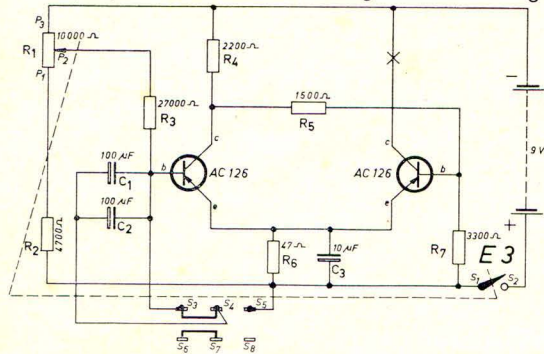 P3
10000 Ω
R1
P2
P1
2200 Ω
R4
1500 Ω
R5
27000 Ω
R3
c
c
−
9V
100 µF
C1
b
AC 126
AC 126
b
100 µF
C2
e
e
+
R2
4700 Ω
47 Ω
R6
10 µF
C3
R7
3300 Ω
E3
S1
S2
S3
S4
S5
S6
S7
S8